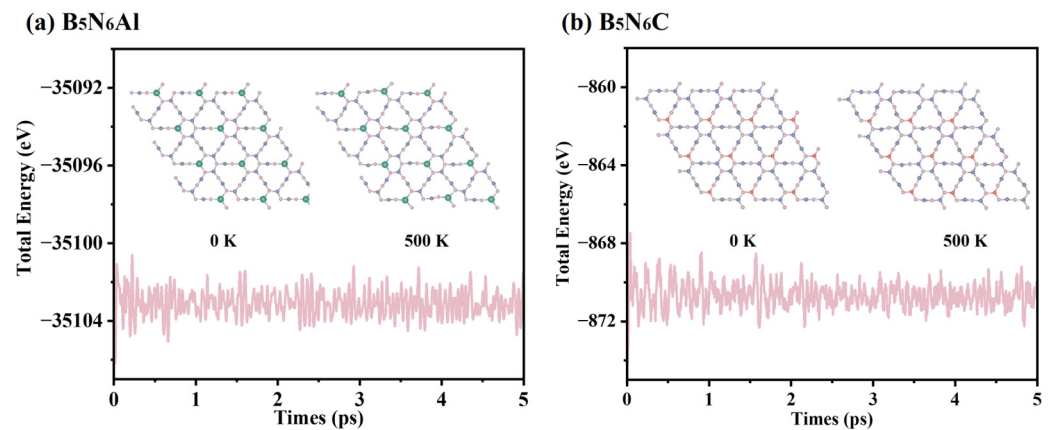 (a) B₅N₆Al
Total Energy (eV)
−35092
−35096
−35100
−35104
0 K
500 K
0
1
2
3
4
5
Times (ps)
(b) B₅N₆C
Total Energy (eV)
−860
−864
−868
−872
0 K
500 K
0
1
2
3
4
5
Times (ps)